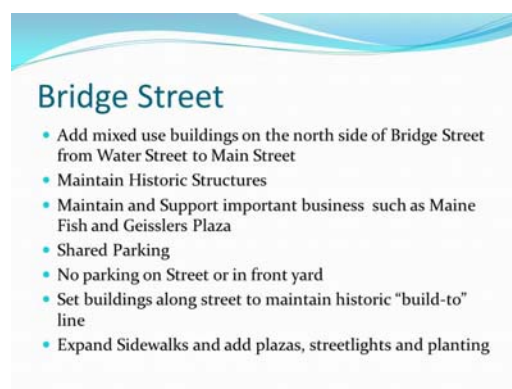 Bridge Street
• Add mixed use buildings on the north side of Bridge Street
from Water Street to Main Street
• Maintain Historic Structures
• Maintain and Support important business such as Maine
Fish and Geisslers Plaza
• Shared Parking
• No parking on Street or in front yard
• Set buildings along street to maintain historic “build-to”
line
• Expand Sidewalks and add plazas, streetlights and planting